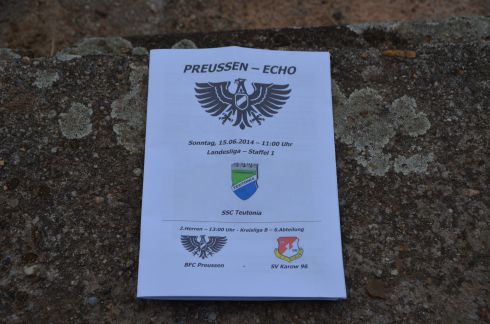 PREUSSEN – ECHO
Sonntag, 15.06.2014 – 11:00 Uhr
Landesliga – Staffel 1
TEUTONIA
SSC Teutonia
2.Herren – 13:00 Uhr - Kreisliga B – 6.Abteilung
BFC Preussen - SV Karow 96